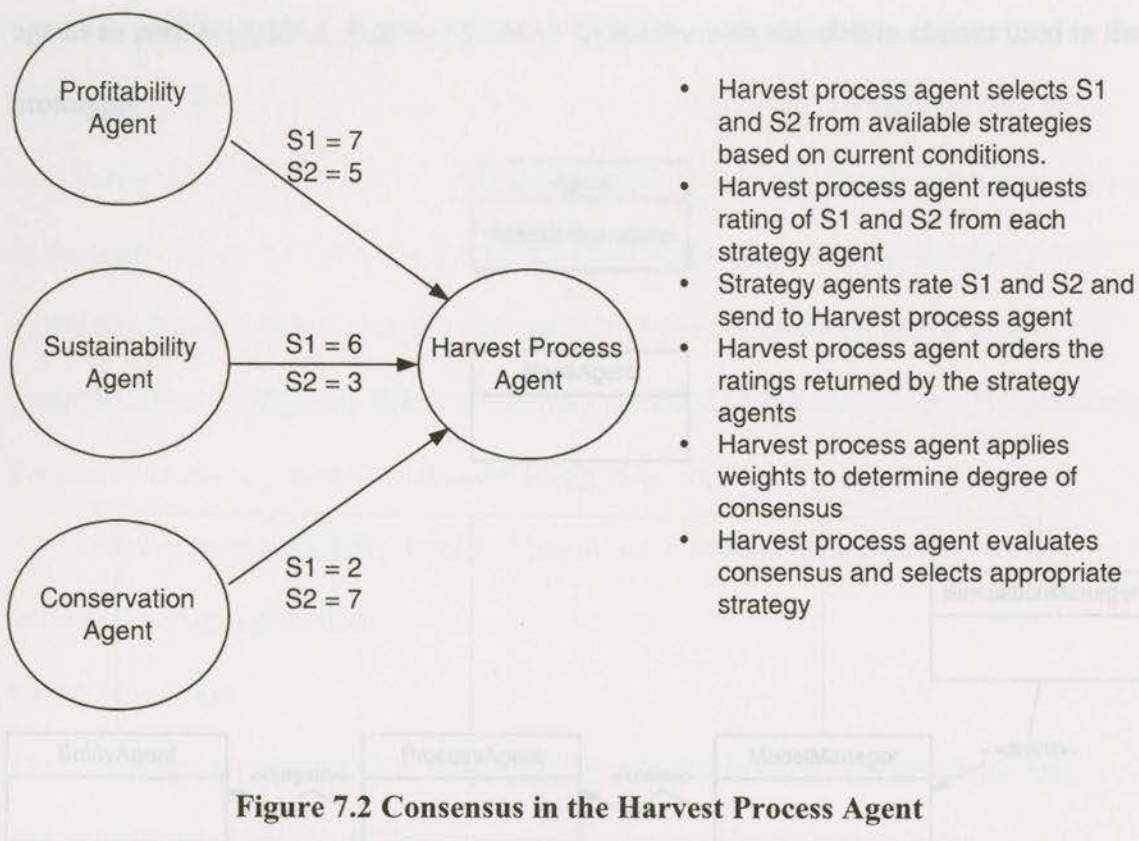 Profitability
Agent
S1 = 7
S2 = 5
Sustainability
Agent
S1 = 6
S2 = 3
Harvest Process
Agent
Conservation
Agent
S1 = 2
S2 = 7
• Harvest process agent selects S1
and S2 from available strategies
based on current conditions.
• Harvest process agent requests
rating of S1 and S2 from each
strategy agent
• Strategy agents rate S1 and S2 and
send to Harvest process agent
• Harvest process agent orders the
ratings returned by the strategy
agents
• Harvest process agent applies
weights to determine degree of
consensus
• Harvest process agent evaluates
consensus and selects appropriate
strategy
SimulationManager
EntityAgent
ProcessAgent
ModelManager
Figure 7.2 Consensus in the Harvest Process Agent